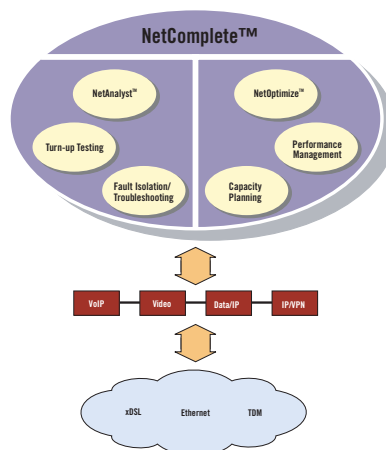 NetComplete™
NetAnalyst™
NetOptimize™
Turn-up Testing
Performance
Management
Fault Isolation/
Troubleshooting
Capacity
Planning
VoIP
Video
Data/IP
IP/VPN
xDSL
Ethernet
TDM